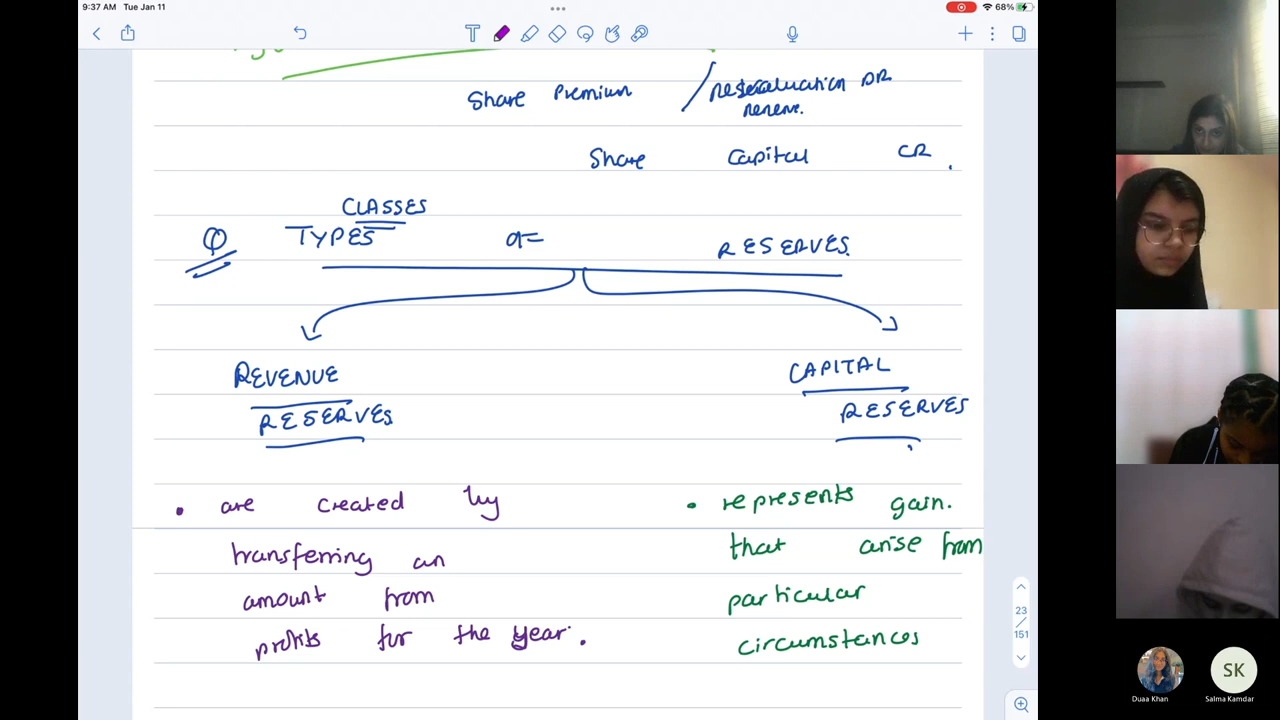 9:37 AM Tue Jan 11
68%
T
Share Premium / DR
reserve.
Share Capital CR
CLASSES
Q TYPES OF RESERVES.
REVENUE
RESERVES
CAPITAL
RESERVES
• are created by
transferring an
amount from
profits for the year.
• represents gain.
that arise from
particular
circumstances
23
/
151
SK
Duaa Khan
Salma Kamdar